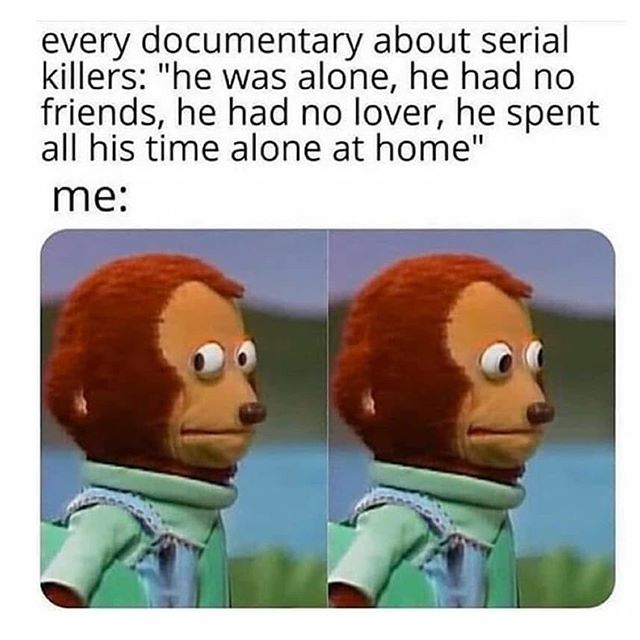 every documentary about serial
killers: "he was alone, he had no
friends, he had no lover, he spent
all his time alone at home"
me: